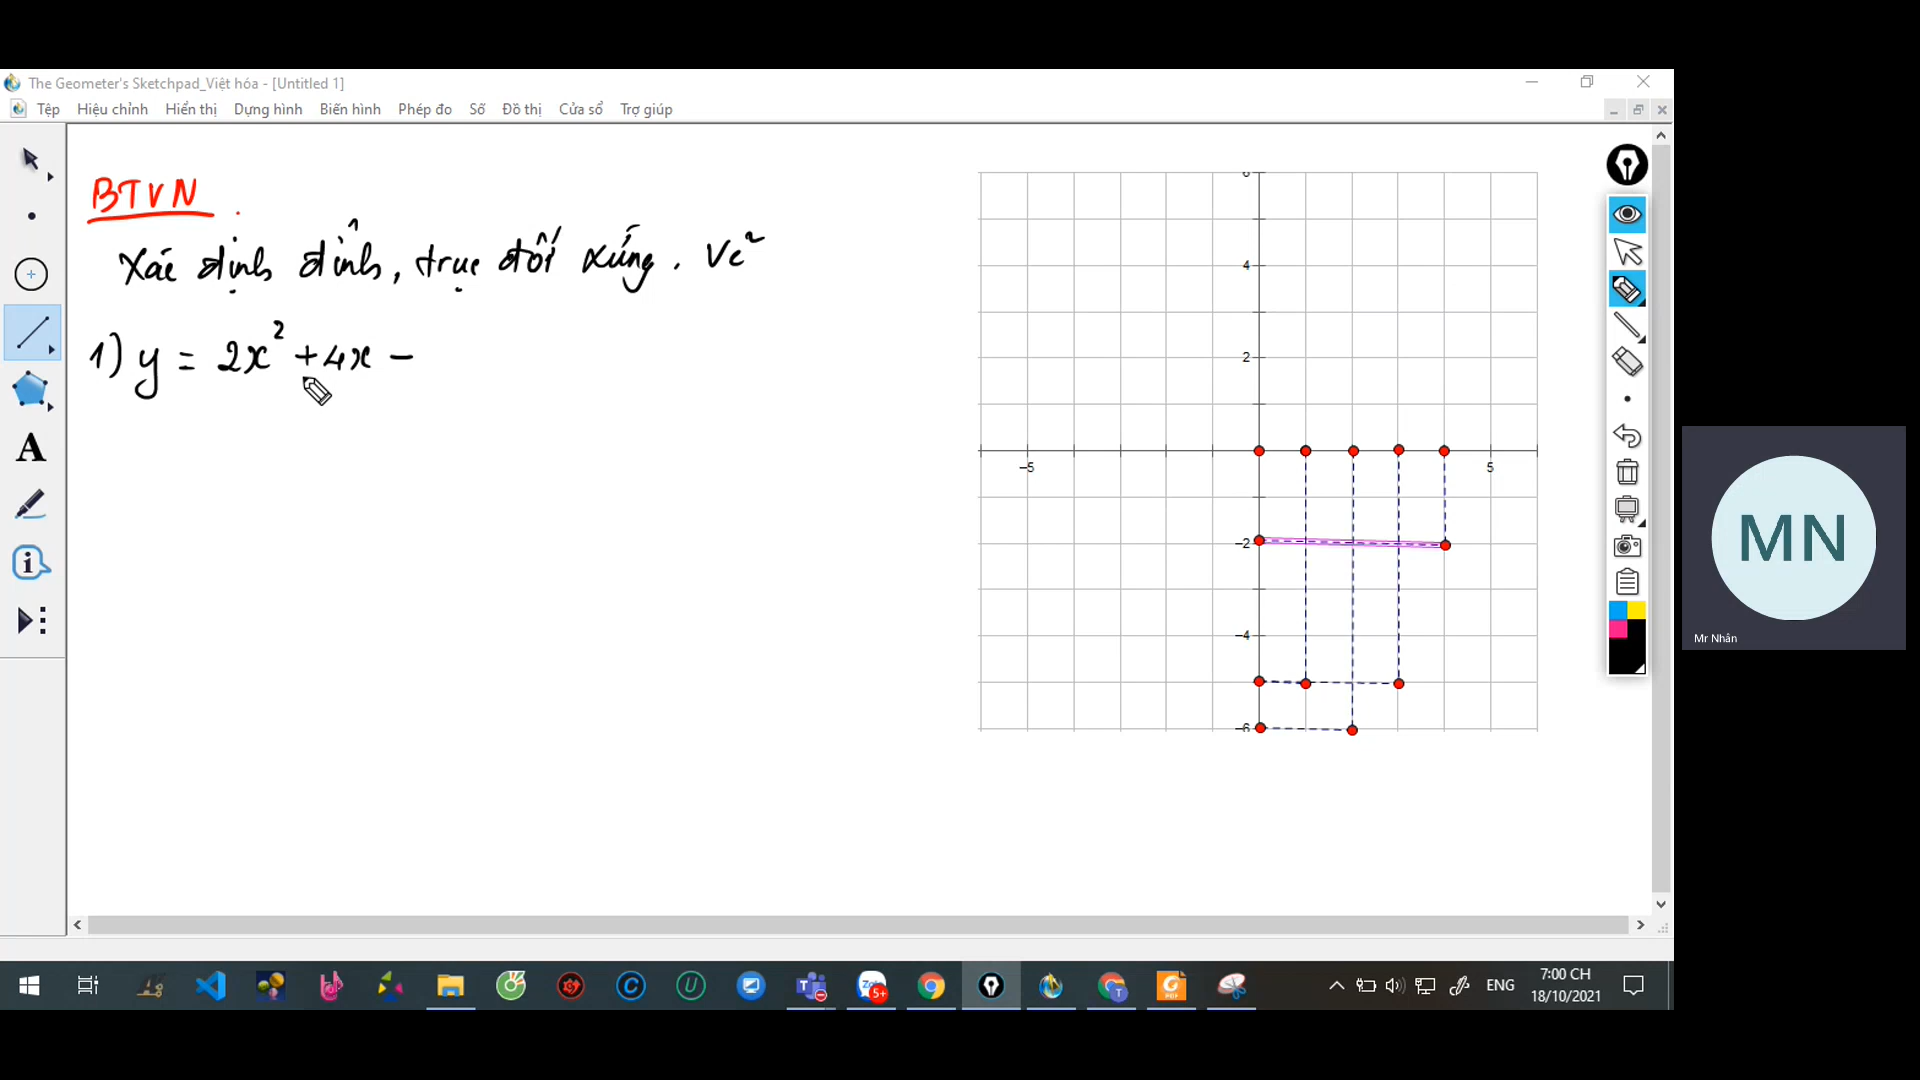 The Geometer's Sketchpad_Việt hóa - [Untitled 1]
Tệp Hiệu chỉnh Hiển thị Dựng hình Biến hình Phép đo Số Đồ thị Cửa sổ Trợ giúp
BTVN
Xác định đỉnh, trục đối xứng. Vẽ
1) y = 2x² + 4x −
6
4
2
−5 5
−2
−4
−6
A
MN
Mr Nhân
5+
ENG
7:00 CH
18/10/2021